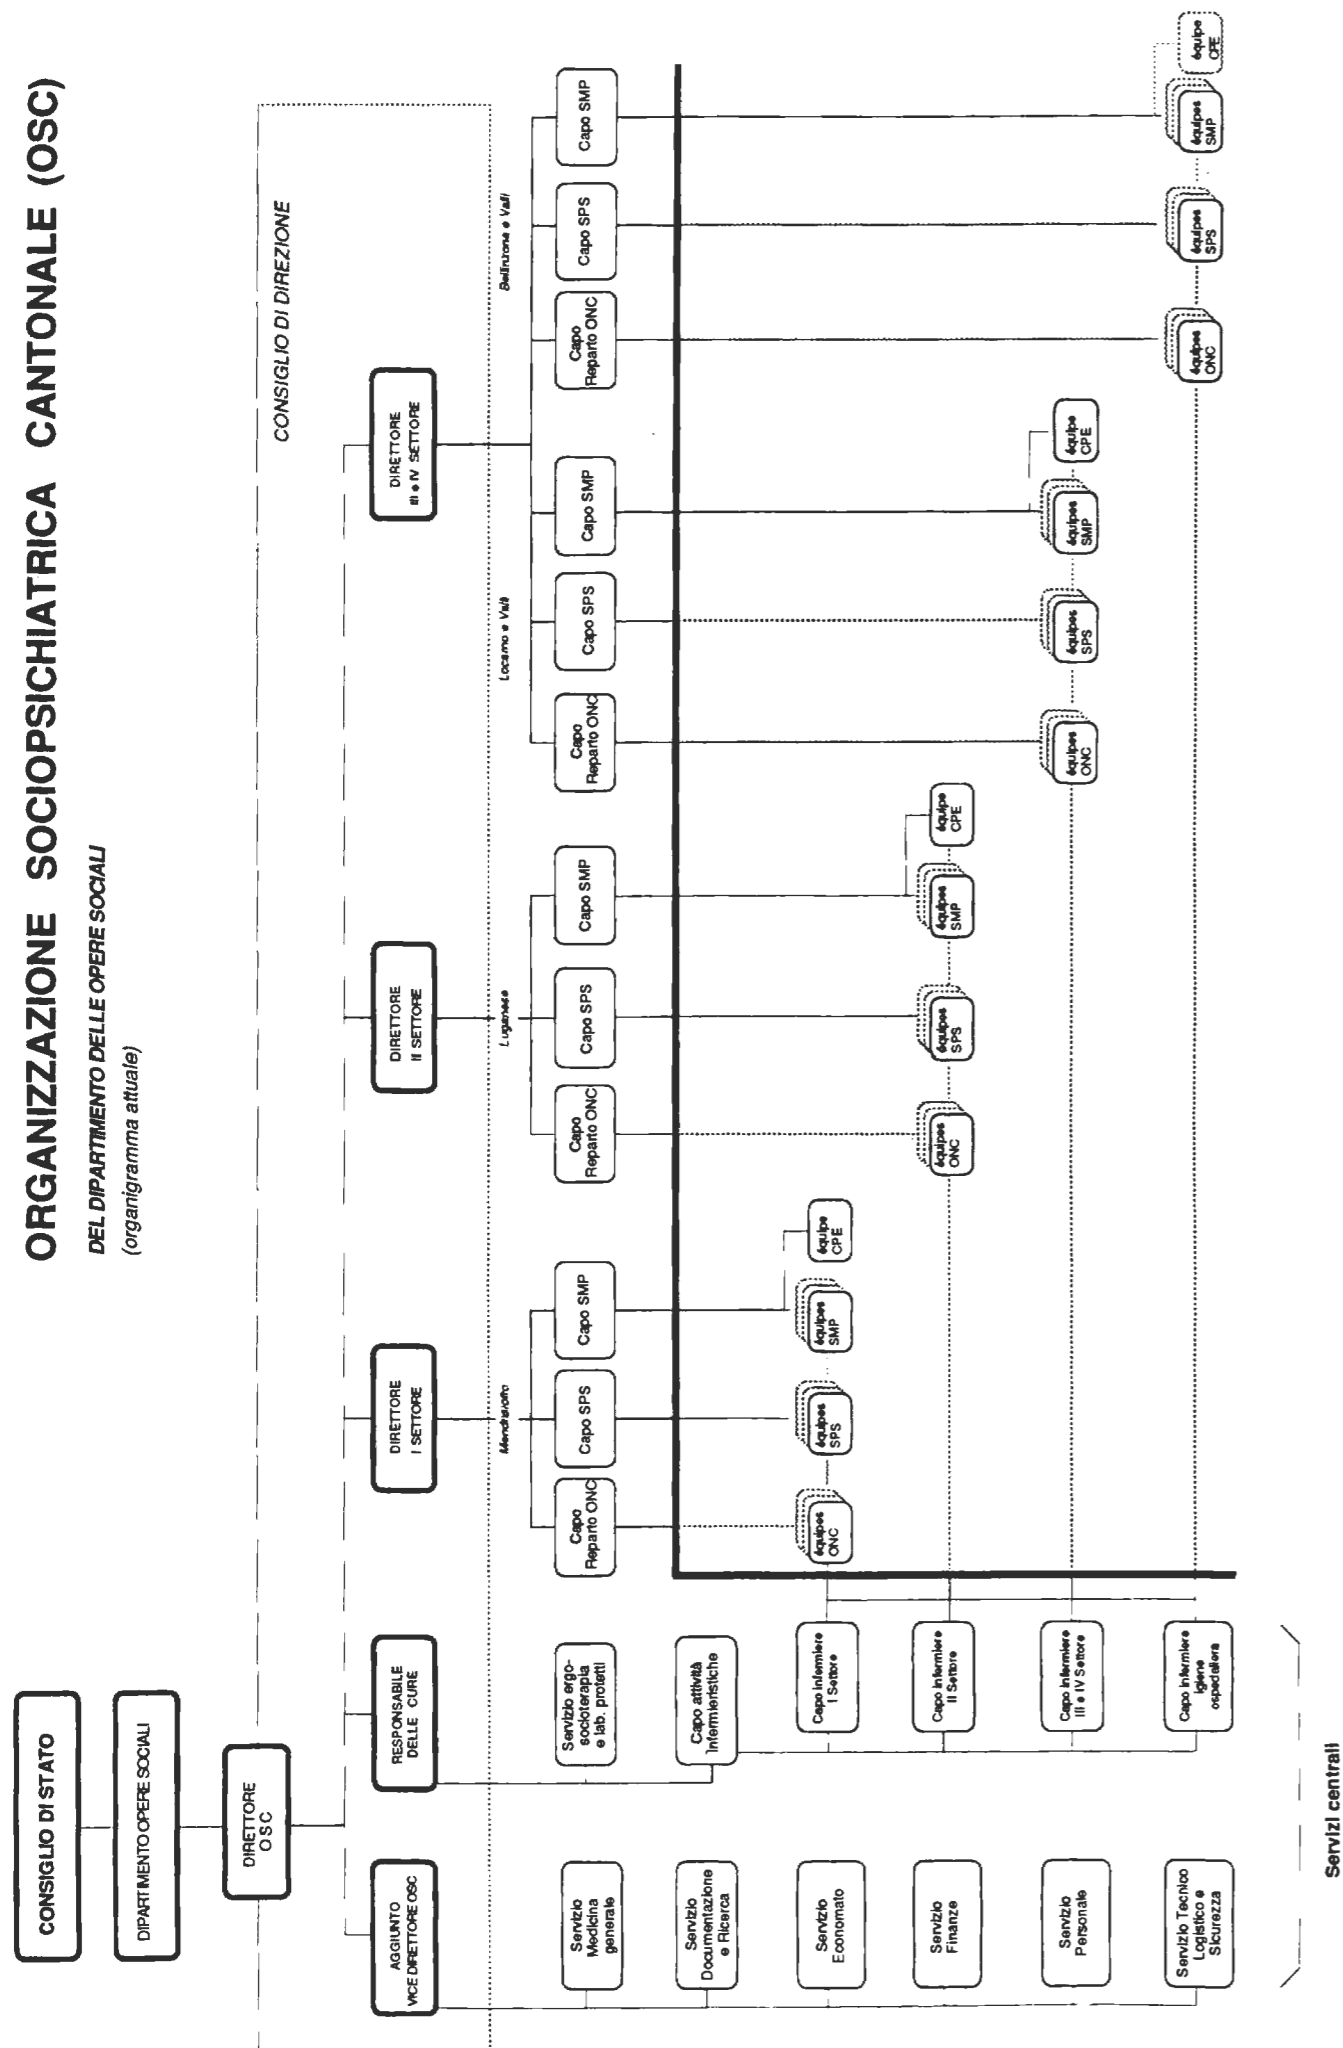 ORGANIZZAZIONE SOCIOPSICHIATRICA CANTONALE (OSC)
DEL DIPARTIMENTO DELLE OPERE SOCIALI
(organigramma attuale)
CONSIGLIO DI STATO
DIPARTIMENTO OPERE SOCIALI
DIRETTORE
OSC
CONSIGLIO DI DIREZIONE
AGGIUNTO
VICE DIRETTORE OSC
RESPONSABILE
DELLE CURE
DIRETTORE
I SETTORE
DIRETTORE
II SETTORE
DIRETTORE
III e IV SETTORE
Mendrisiotto
Luganese
Locarno e Valli
Bellinzona e Valli
Servizio
Medicina
generale
Servizio ergo-
socioterapia
e lab. protetti
Capo
Reparto ONC
Capo SPS
Capo SMP
Capo
Reparto ONC
Capo SPS
Capo SMP
Capo
Reparto ONC
Capo SPS
Capo SMP
Capo
Reparto ONC
Capo SPS
Capo SMP
Servizio
Documentazione
e Ricerca
Capo attività
Infermieristiche
Servizio
Economato
Capo infermiere
I Settore
équipes
ONC
équipes
SPS
équipes
SMP
équipe
CPE
Servizio
Finanze
Capo infermiere
II Settore
équipes
ONC
équipes
SPS
équipes
SMP
équipe
CPE
Servizio
Personale
Capo infermiere
III e IV Settore
équipes
ONC
équipes
SPS
équipes
SMP
équipe
CPE
Servizio Tecnico
Logistico e
Sicurezza
Capo infermiere
igiene
ospedaliera
équipes
ONC
équipes
SPS
équipes
SMP
équipe
CPE
Servizi centrali